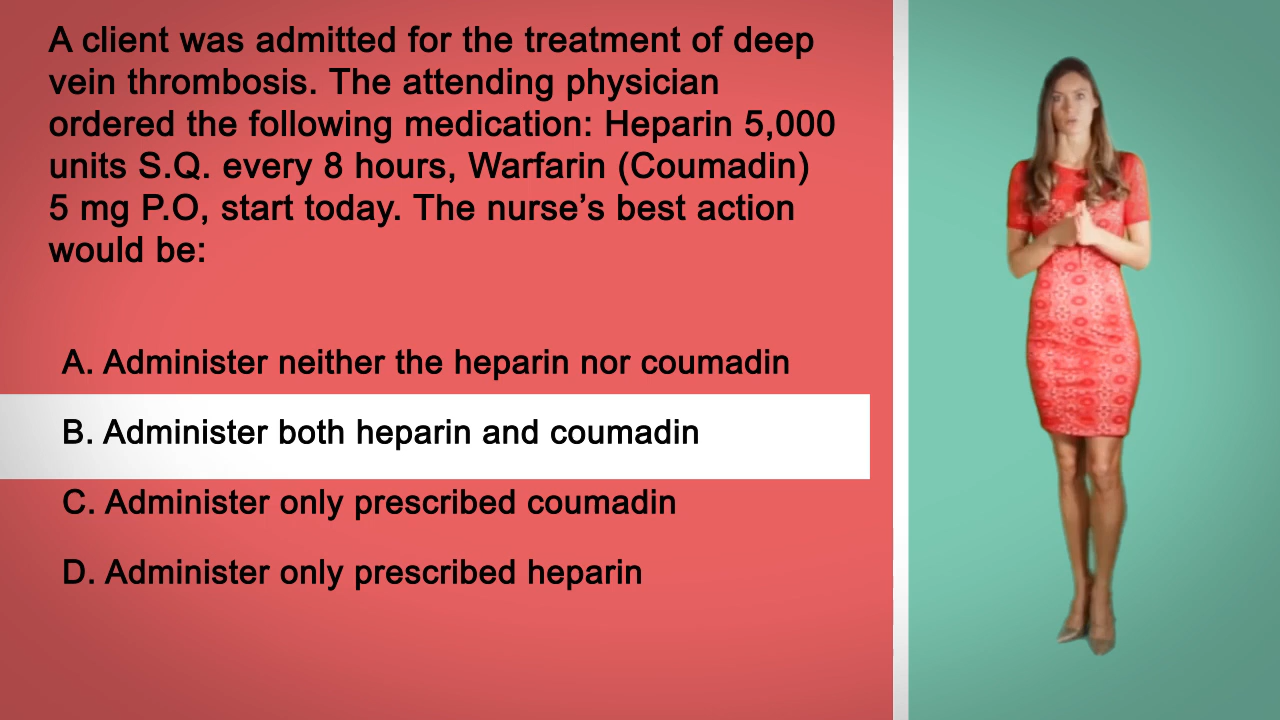 A client was admitted for the treatment of deep
vein thrombosis. The attending physician
ordered the following medication: Heparin 5,000
units S.Q. every 8 hours, Warfarin (Coumadin)
5 mg P.O, start today. The nurse’s best action
would be:
A. Administer neither the heparin nor coumadin
B. Administer both heparin and coumadin
C. Administer only prescribed coumadin
D. Administer only prescribed heparin